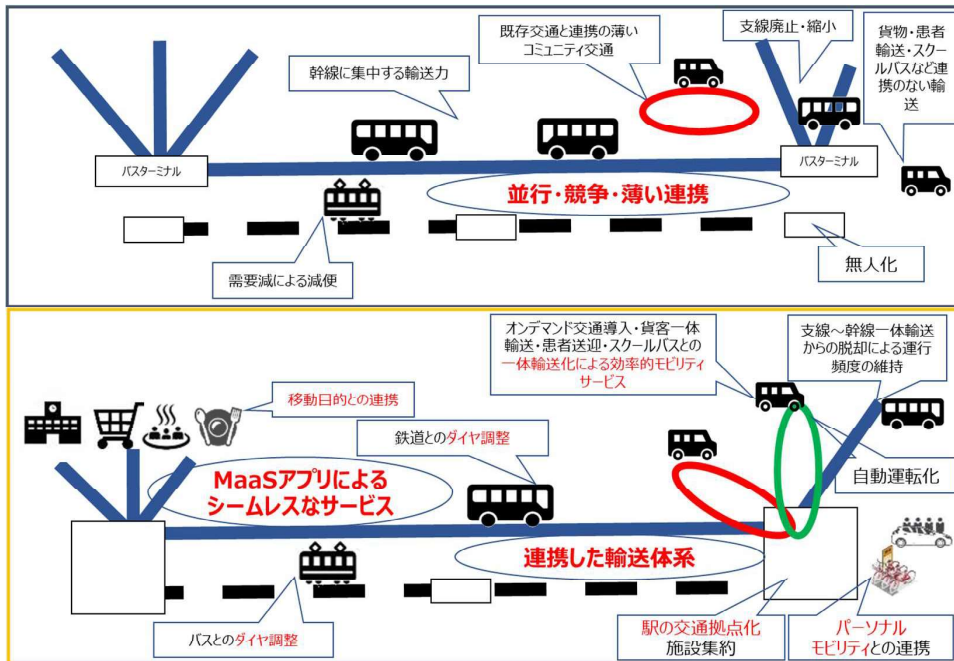 既存交通と連携の薄い
コミュニティ交通
支線廃止・縮小
貨物・患者
輸送・スクー
ルバスなど連
携のない輸
送
幹線に集中する輸送力
バスターミナル
バスターミナル
並行・競争・薄い連携
需要減による減便
無人化
オンデマンド交通導入・貨客一体
輸送・患者送迎・スクールバスとの
一体輸送化による効率的モビリティ
サービス
支線～幹線一体輸送
からの脱却による運行
頻度の維持
移動目的との連携
鉄道とのダイヤ調整
MaaSアプリによる
シームレスなサービス
自動運転化
連携した輸送体系
バスとのダイヤ調整
駅の交通拠点化
施設集約
パーソナル
モビリティとの連携